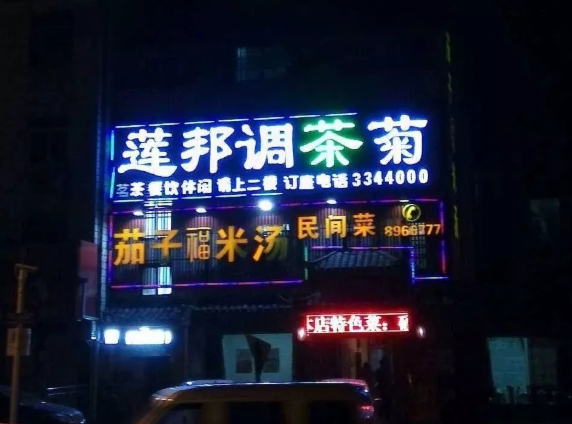 莲邦调茶菊
茗茶 餐饮休闲 请上二楼 订座电话 3344000
茄子福米汤 民间菜
本店特色菜：